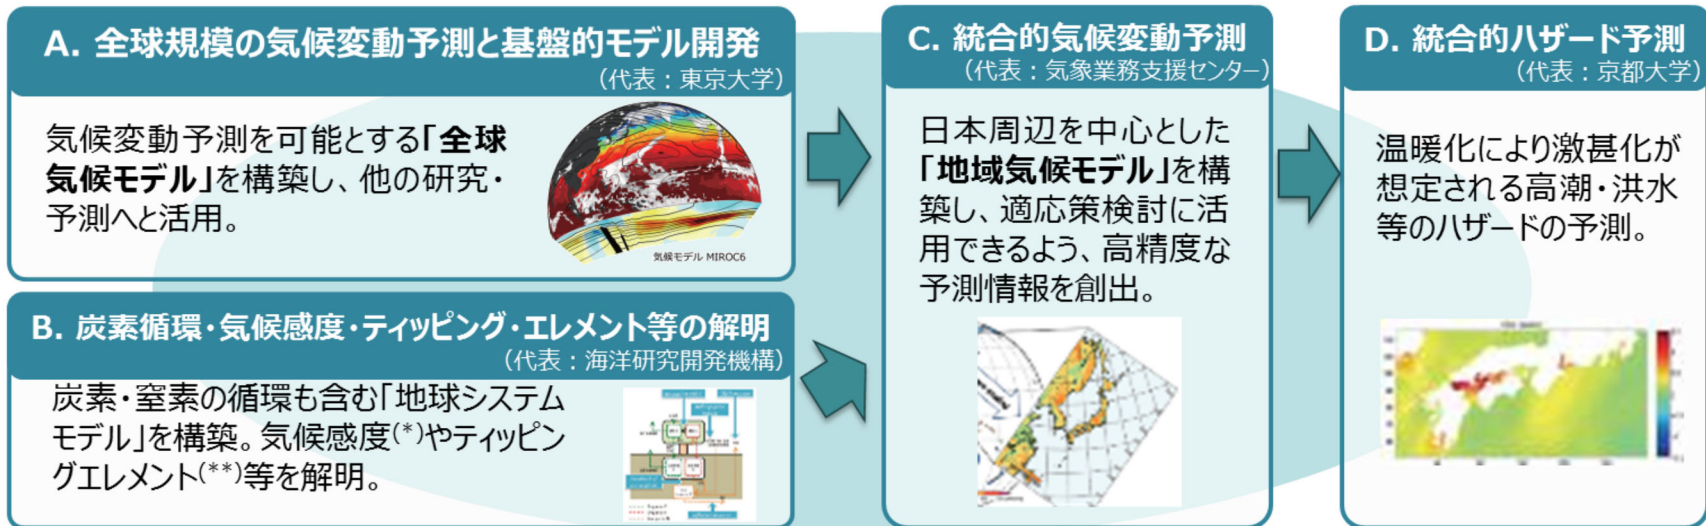 A. 全球規模の気候変動予測と基盤的モデル開発
（代表：東京大学）
気候変動予測を可能とする「全球
気候モデル」を構築し、他の研究・
予測へと活用。
気候モデル MIROC6
B. 炭素循環・気候感度・ティッピング・エレメント等の解明
（代表：海洋研究開発機構）
炭素・窒素の循環も含む「地球システム
モデル」を構築。気候感度(*)やティッピン
グエレメント(**)等を解明。
C. 統合的気候変動予測
（代表：気象業務支援センター）
日本周辺を中心とした
「地域気候モデル」を構
築し、適応策検討に活
用できるよう、高精度な
予測情報を創出。
D. 統合的ハザード予測
（代表：京都大学）
温暖化により激甚化が
想定される高潮・洪水
等のハザードの予測。